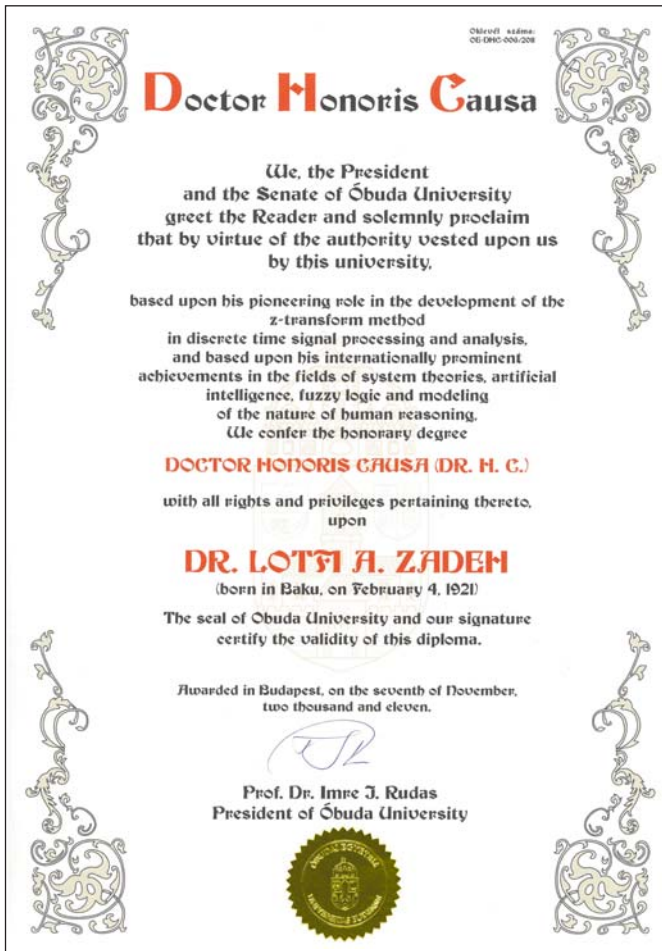 Oklevél száma:
OE-DHC-006/2011
Doctor Honoris Causa
We, the President
and the Senate of Óbuda University
greet the Reader and solemnly proclaim
that by virtue of the authority vested upon us
by this university,
based upon his pioneering role in the development of the
z-transform method
in discrete time signal processing and analysis,
and based upon his internationally prominent
achievements in the fields of system theories, artificial
intelligence, fuzzy logic and modeling
of the nature of human reasoning,
We confer the honorary degree
DOCTOR HONORIS CAUSA (DR. H. C.)
with all rights and privileges pertaining thereto,
upon
DR. LOTFI A. ZADEH
(born in Baku, on February 4, 1921)
The seal of Obuda University and our signature
certify the validity of this diploma.
Awarded in Budapest, on the seventh of November,
two thousand and eleven.
Prof. Dr. Imre J. Rudas
President of Óbuda University
ÓBUDAI EGYETEM